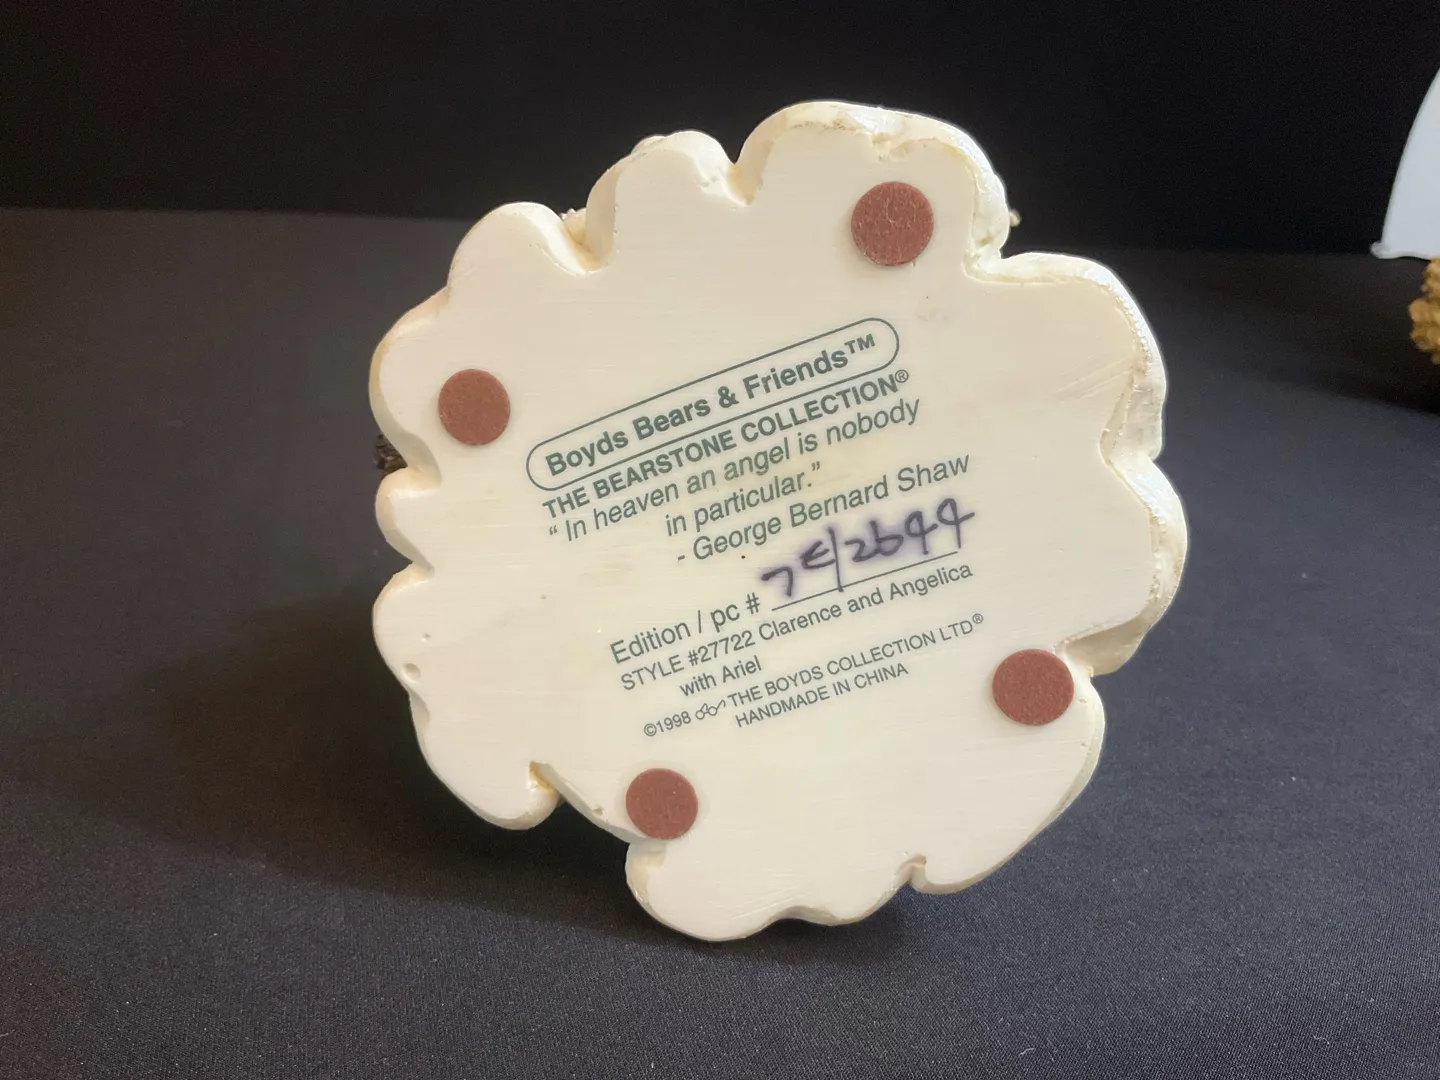 Boyds Bears & Friends™
THE BEARSTONE COLLECTION®
“ In heaven an angel is nobody
in particular.”
- George Bernard Shaw
Edition / pc # 7E/2644
STYLE #27722 Clarence and Angelica
with Ariel
©1998 THE BOYDS COLLECTION LTD®
HANDMADE IN CHINA